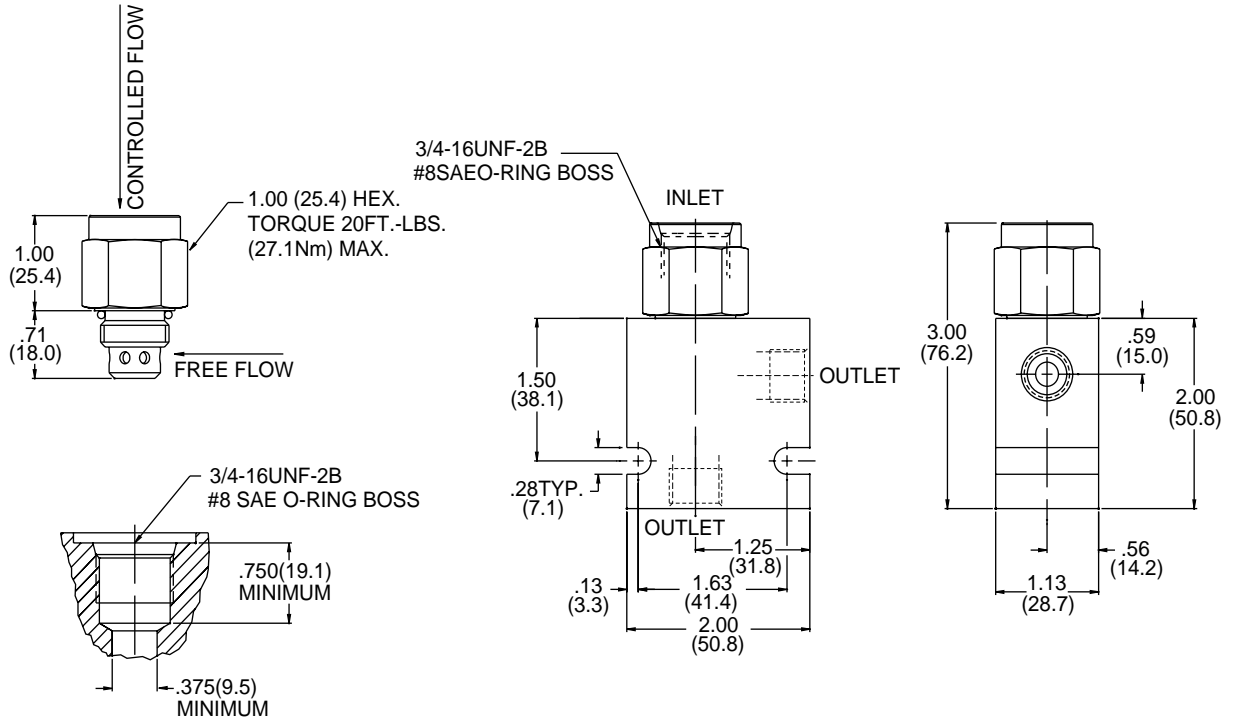 CONTROLLED FLOW
1.00 (25.4) HEX.
TORQUE 20FT.-LBS.
(27.1Nm) MAX.
1.00
(25.4)
.71
(18.0)
FREE FLOW
3/4-16UNF-2B
#8 SAE O-RING BOSS
.750(19.1)
MINIMUM
.375(9.5)
MINIMUM
3/4-16UNF-2B
#8SAEO-RING BOSS
INLET
1.50
(38.1)
OUTLET
.28TYP.
(7.1)
OUTLET
1.25
(31.8)
.13
(3.3)
1.63
(41.4)
2.00
(50.8)
3.00
(76.2)
.59
(15.0)
2.00
(50.8)
.56
(14.2)
1.13
(28.7)